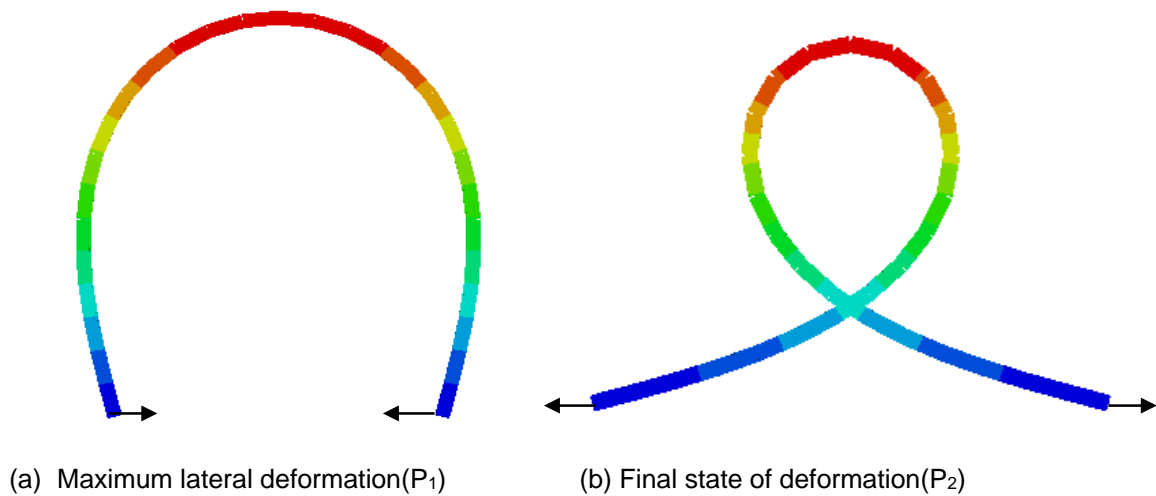 (a) Maximum lateral deformation(P₁)
(b) Final state of deformation(P₂)